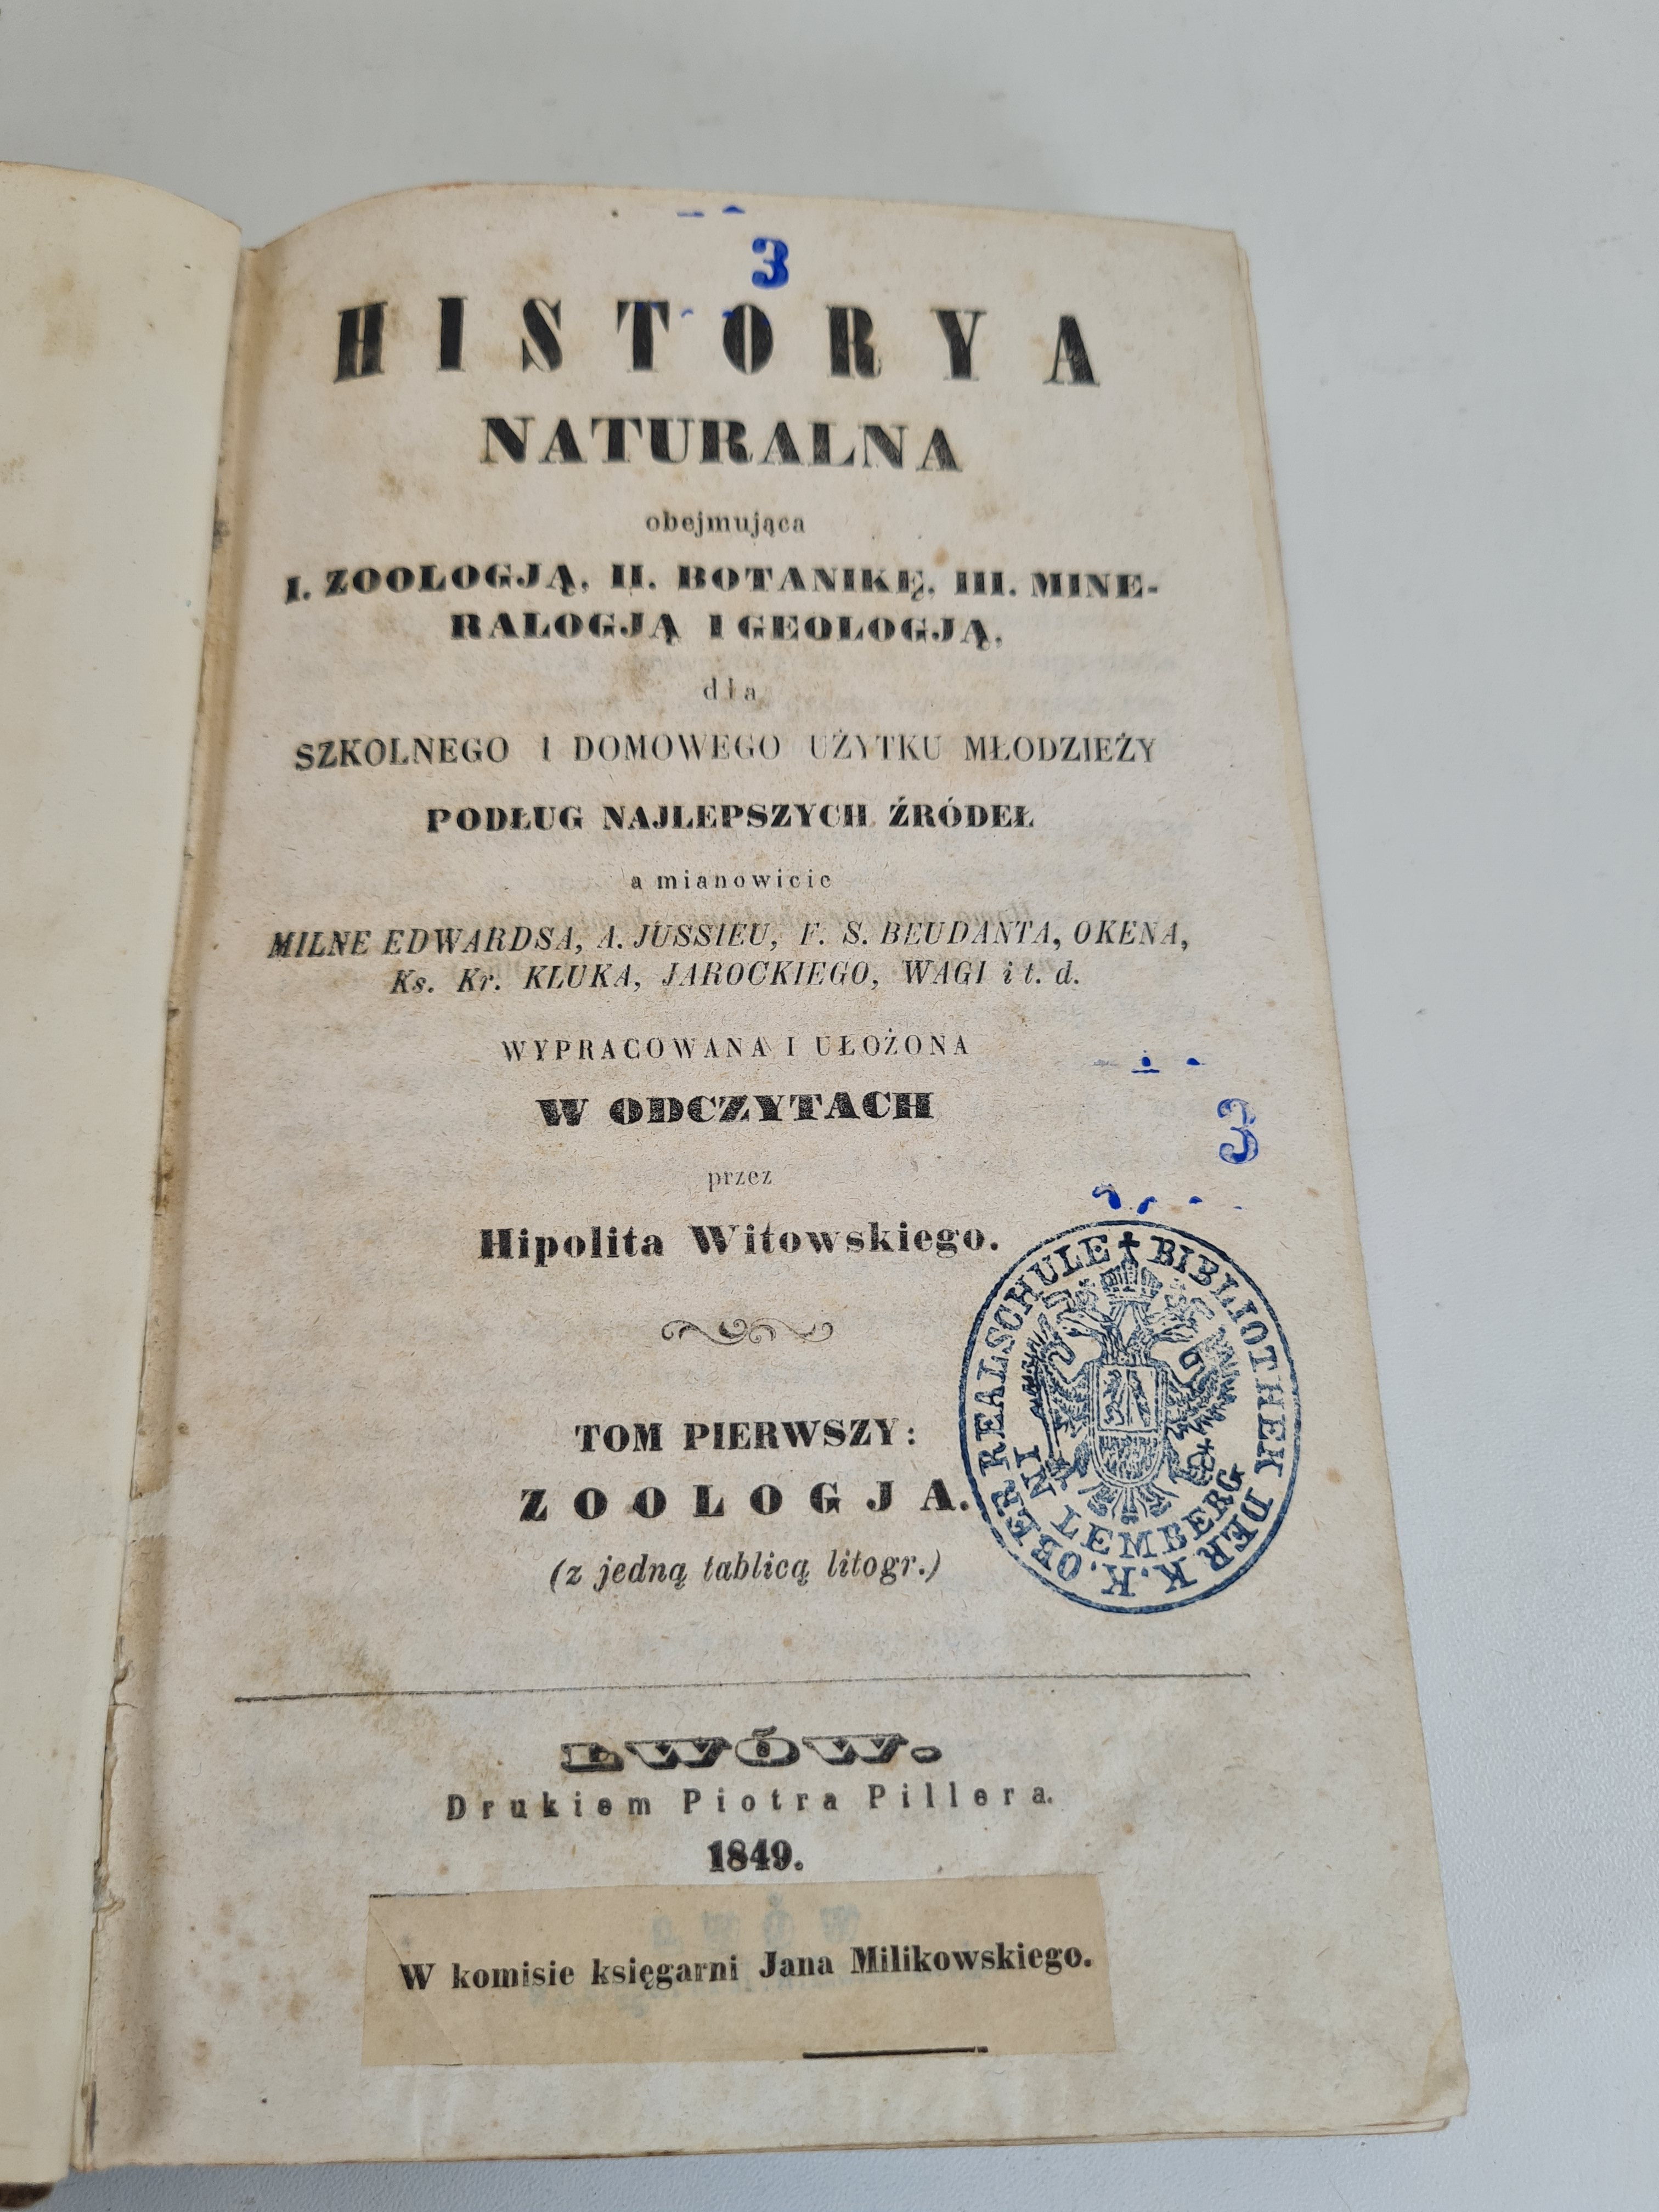 3
HISTORYA
NATURALNA
obejmująca
I. ZOOLOGJĄ, II. BOTANIKĘ, III. MINE-
RALOGJĄ I GEOLOGJĄ,
dla
SZKOLNEGO I DOMOWEGO UŻYTKU MŁODZIEŻY
PODŁUG NAJLEPSZYCH ŹRÓDEŁ
a mianowicie
MILNE EDWARDSA, A. JUSSIEU, F. S. BEUDANTA, OKENA,
Ks. Kr. KLUKA, JAROCKIEGO, WAGI i t. d.
WYPRACOWANA I UŁOŻONA
W ODCZYTACH
przez
3
Hipolita Witowskiego.
BIBLIOTHEK DER K. K. OBER REALSCHULE
IN LEMBERG
TOM PIERWSZY:
ZOOLOGJA.
(z jedną tablicą litogr.)
LWÓW.
Drukiem Piotra Pillera.
1849.
W komisie księgarni Jana Milikowskiego.